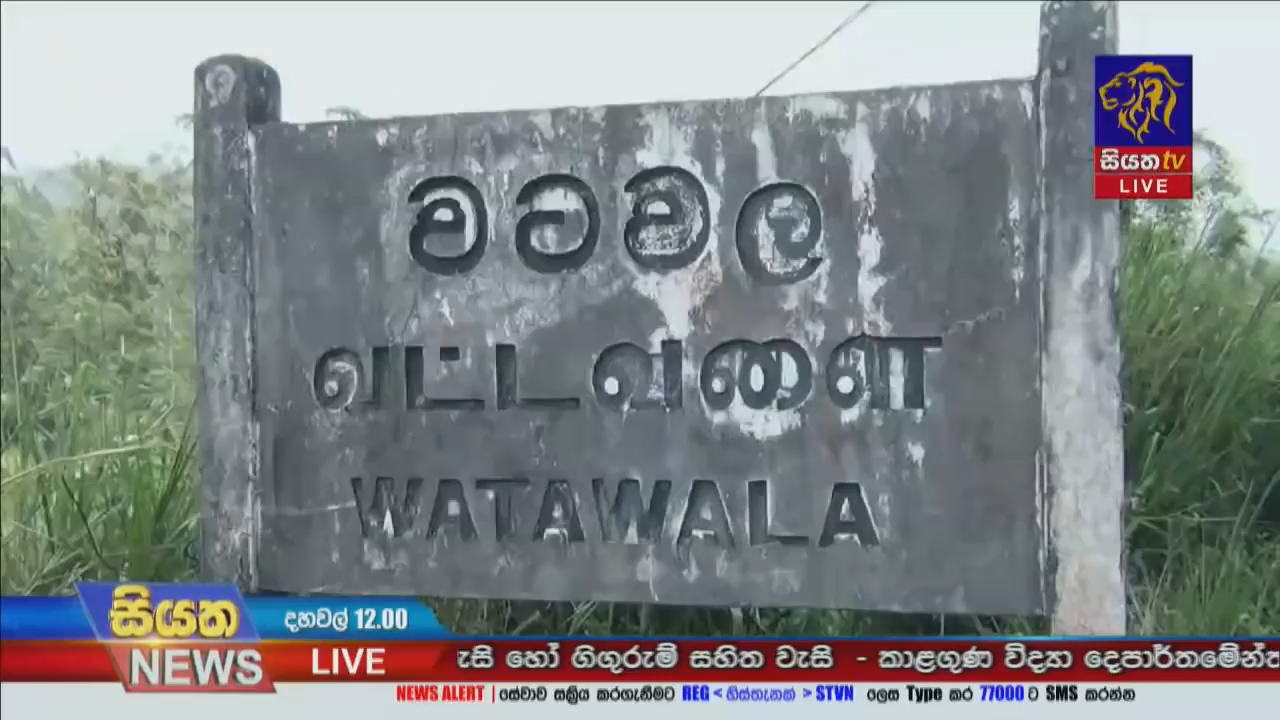 සියත tv
LIVE
වටවල
வட்டவளை
WATAWALA
සියත
NEWS
දහවල් 12.00
LIVE
ැසි හෝ ගිගුරුම් සහිත වැසි - කාළගුණ විද්‍යා දෙපාර්තමේන්ත
NEWS ALERT | සේවාව සක්‍රිය කරගැනීමට REG < හිස්තැනක් > STVN ලෙස Type කර 77000 ට SMS කරන්න